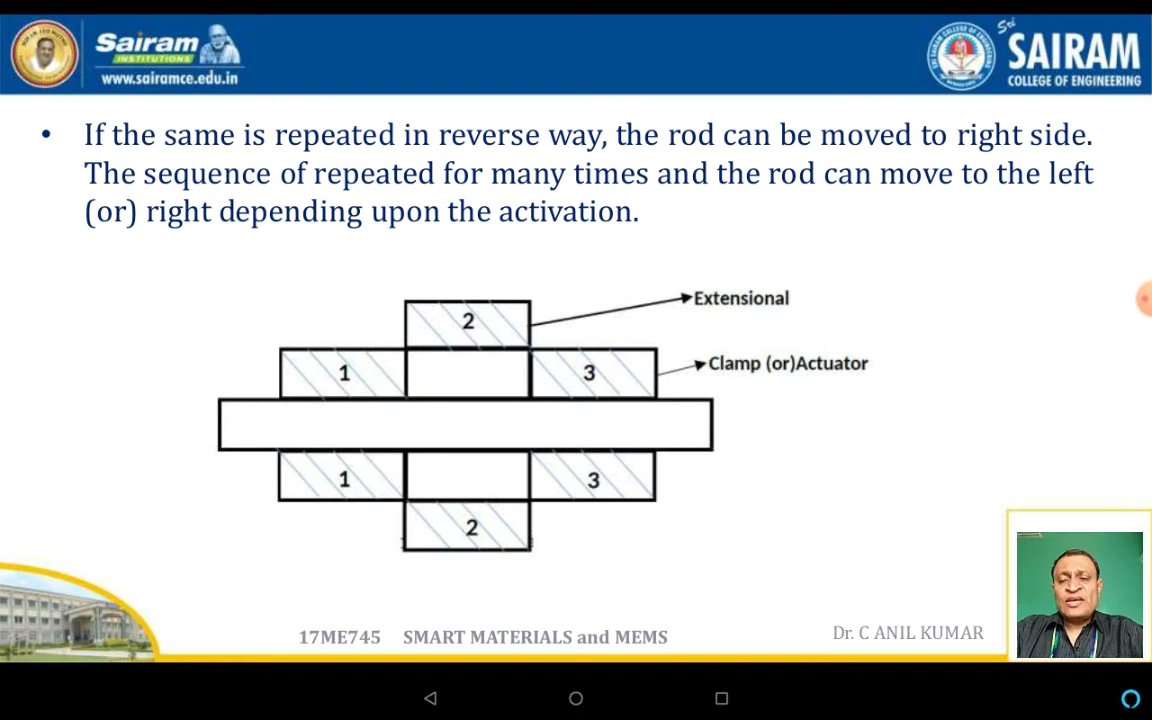 Sairam
INSTITUTIONS
www.sairamce.edu.in
Sri
SAIRAM
COLLEGE OF ENGINEERING
• If the same is repeated in reverse way, the rod can be moved to right side.
The sequence of repeated for many times and the rod can move to the left
(or) right depending upon the activation.
2
Extensional
1
3
Clamp (or)Actuator
1
3
2
17ME745 SMART MATERIALS and MEMS
Dr. C ANIL KUMAR